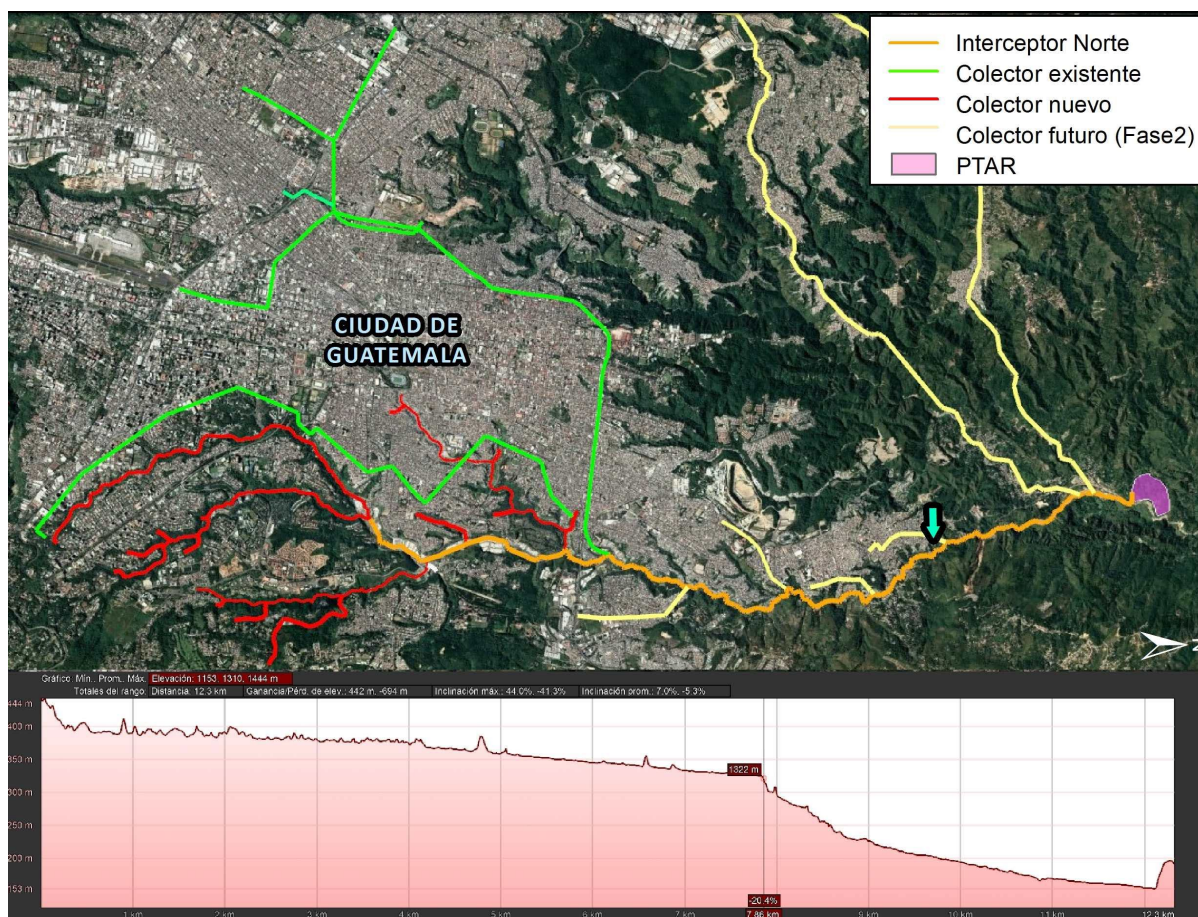 Interceptor Norte
Colector existente
Colector nuevo
Colector futuro (Fase2)
PTAR
CIUDAD DE
GUATEMALA
Gráfico: Mín., Prom., Máx. Elevación: 1153, 1310, 1444 m
Totales del rango: Distancia: 12.3 km Ganancia/Pérd. de elev.: 442 m, -694 m Inclinación máx.: 44.0%, -41.3% Inclinación prom.: 7.0%, -5.3%
444 m
400 m
350 m
1322 m
300 m
250 m
200 m
153 m
-20.4%
1 km 2 km 3 km 4 km 5 km 6 km 7 km 7.86 km 9 km 10 km 11 km 12.3 km